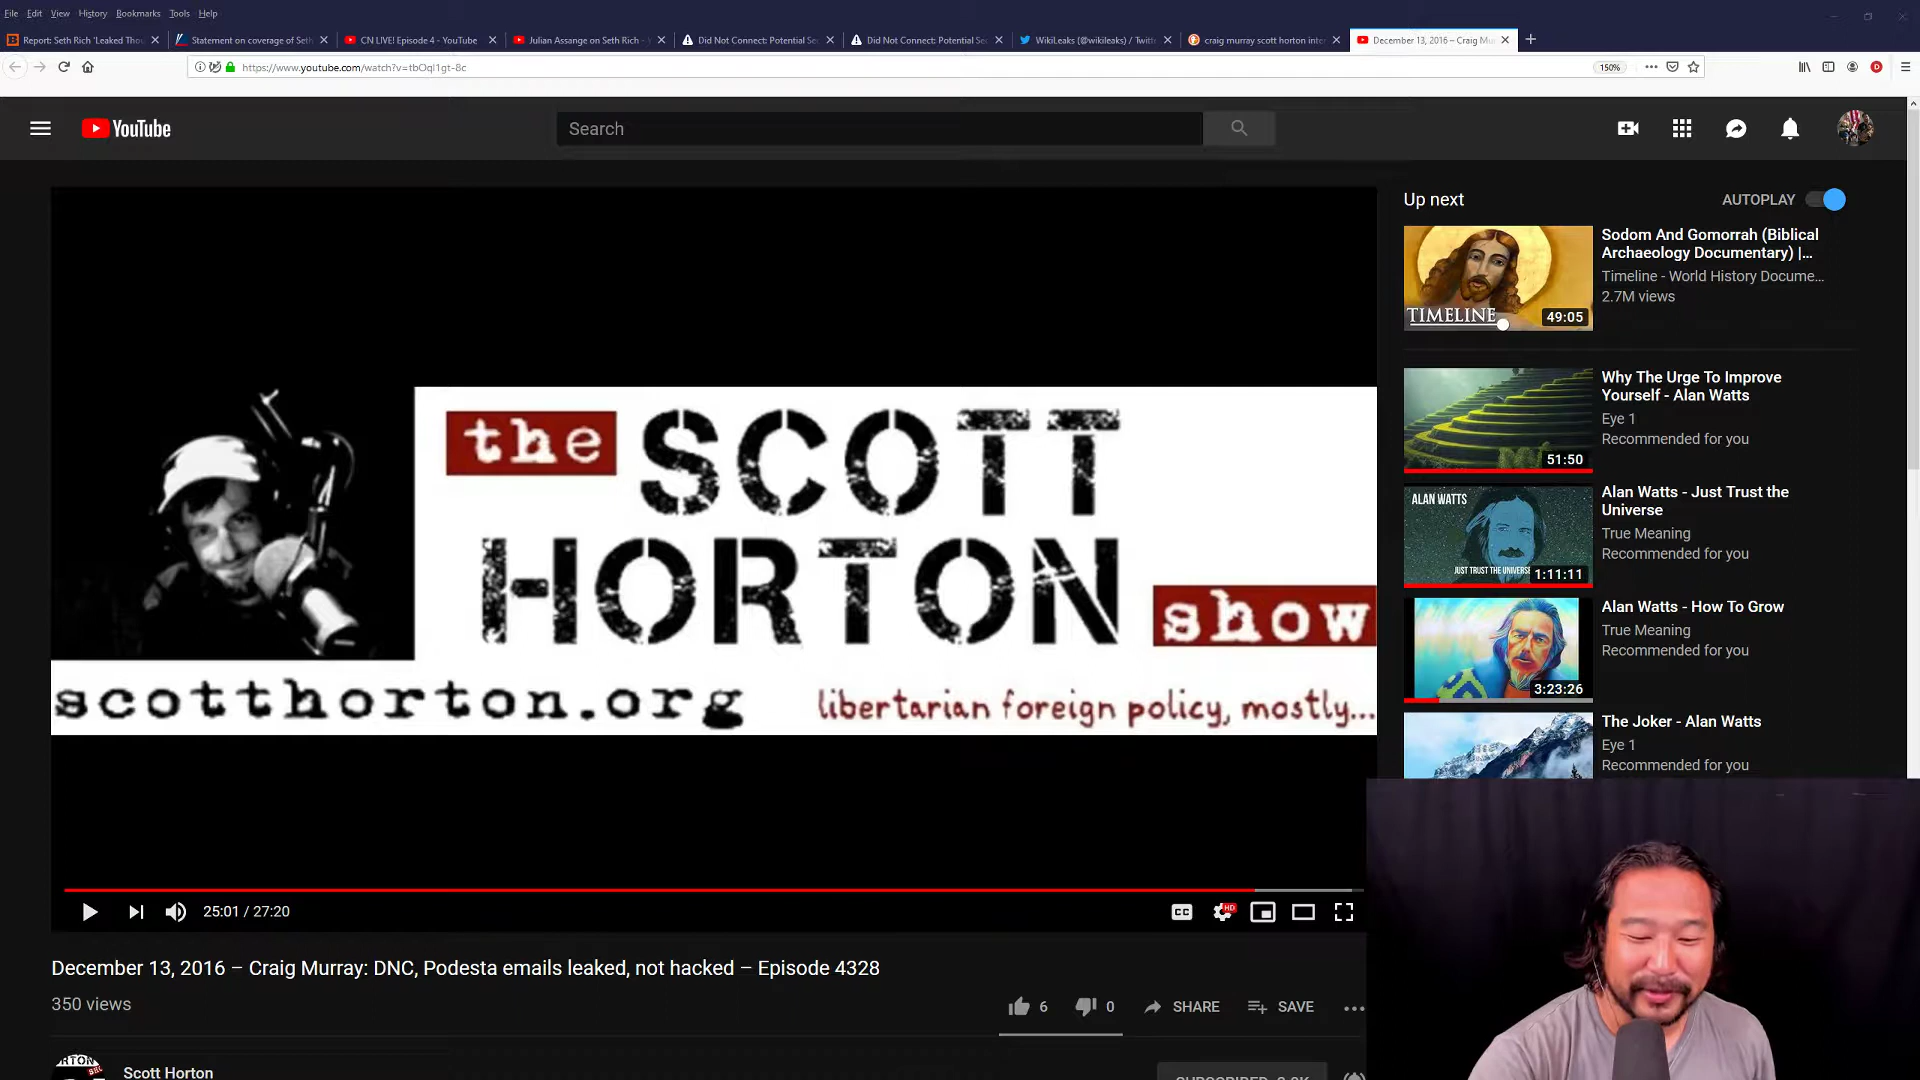 File Edit View History Bookmarks Tools Help
Report: Seth Rich 'Leaked Tho
Statement on coverage of Seth
CN LIVE! Episode 4 - YouTube
Julian Assange on Seth Rich -
Did Not Connect: Potential Se
Did Not Connect: Potential Se
WikiLeaks (@wikileaks) / Twitt
craig murray scott horton inte
December 13, 2016 – Craig Mu
https://www.youtube.com/watch?v=tbOqI1gt-8c
150%
YouTube
Search
the SCOTT
HORTON
show
scotthorton.org
libertarian foreign policy, mostly...
25:01 / 27:20
CC
HD
December 13, 2016 – Craig Murray: DNC, Podesta emails leaked, not hacked – Episode 4328
350 views
6
0
SHARE
SAVE
Scott Horton
Up next
AUTOPLAY
TIMELINE
49:05
Sodom And Gomorrah (Biblical
Archaeology Documentary) |...
Timeline - World History Docume...
2.7M views
51:50
Why The Urge To Improve
Yourself - Alan Watts
Eye 1
Recommended for you
ALAN WATTS
JUST TRUST THE UNIVERSE
1:11:11
Alan Watts - Just Trust the
Universe
True Meaning
Recommended for you
3:23:26
Alan Watts - How To Grow
True Meaning
Recommended for you
The Joker - Alan Watts
Eye 1
Recommended for you